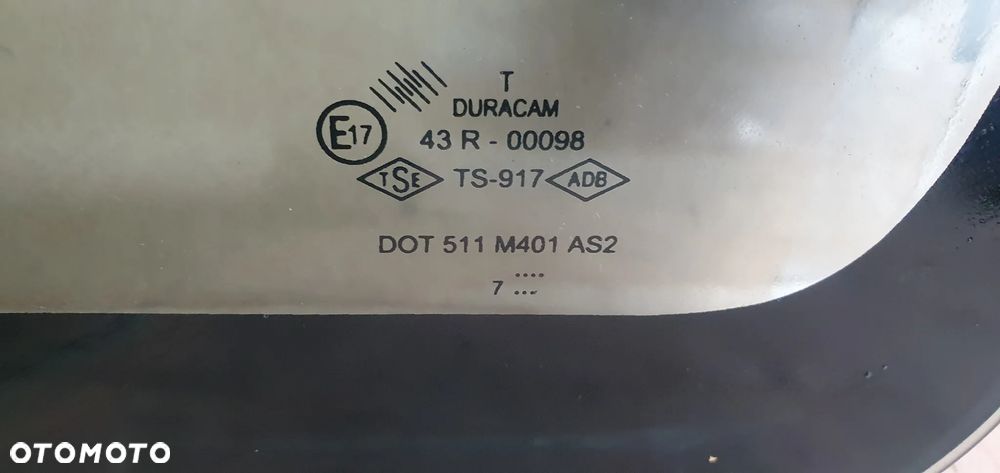 T
DURACAM
E17
43 R - 00098
TSE TS-917 ADB
DOT 511 M401 AS2
....
7 ....
OTOMOTO